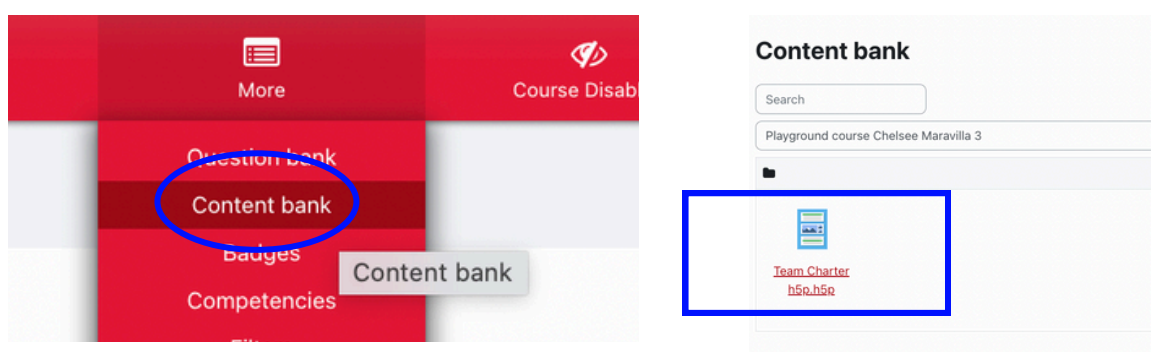 More
Course Disabl
Question bank
Content bank
Badges
Content bank
Competencies
Content bank
Search
Playground course Chelsee Maravilla 3
Team Charter
h5p.h5p